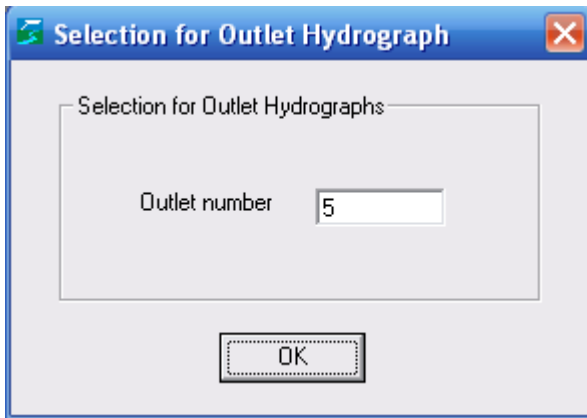 Selection for Outlet Hydrograph
Selection for Outlet Hydrographs
Outlet number 5
OK